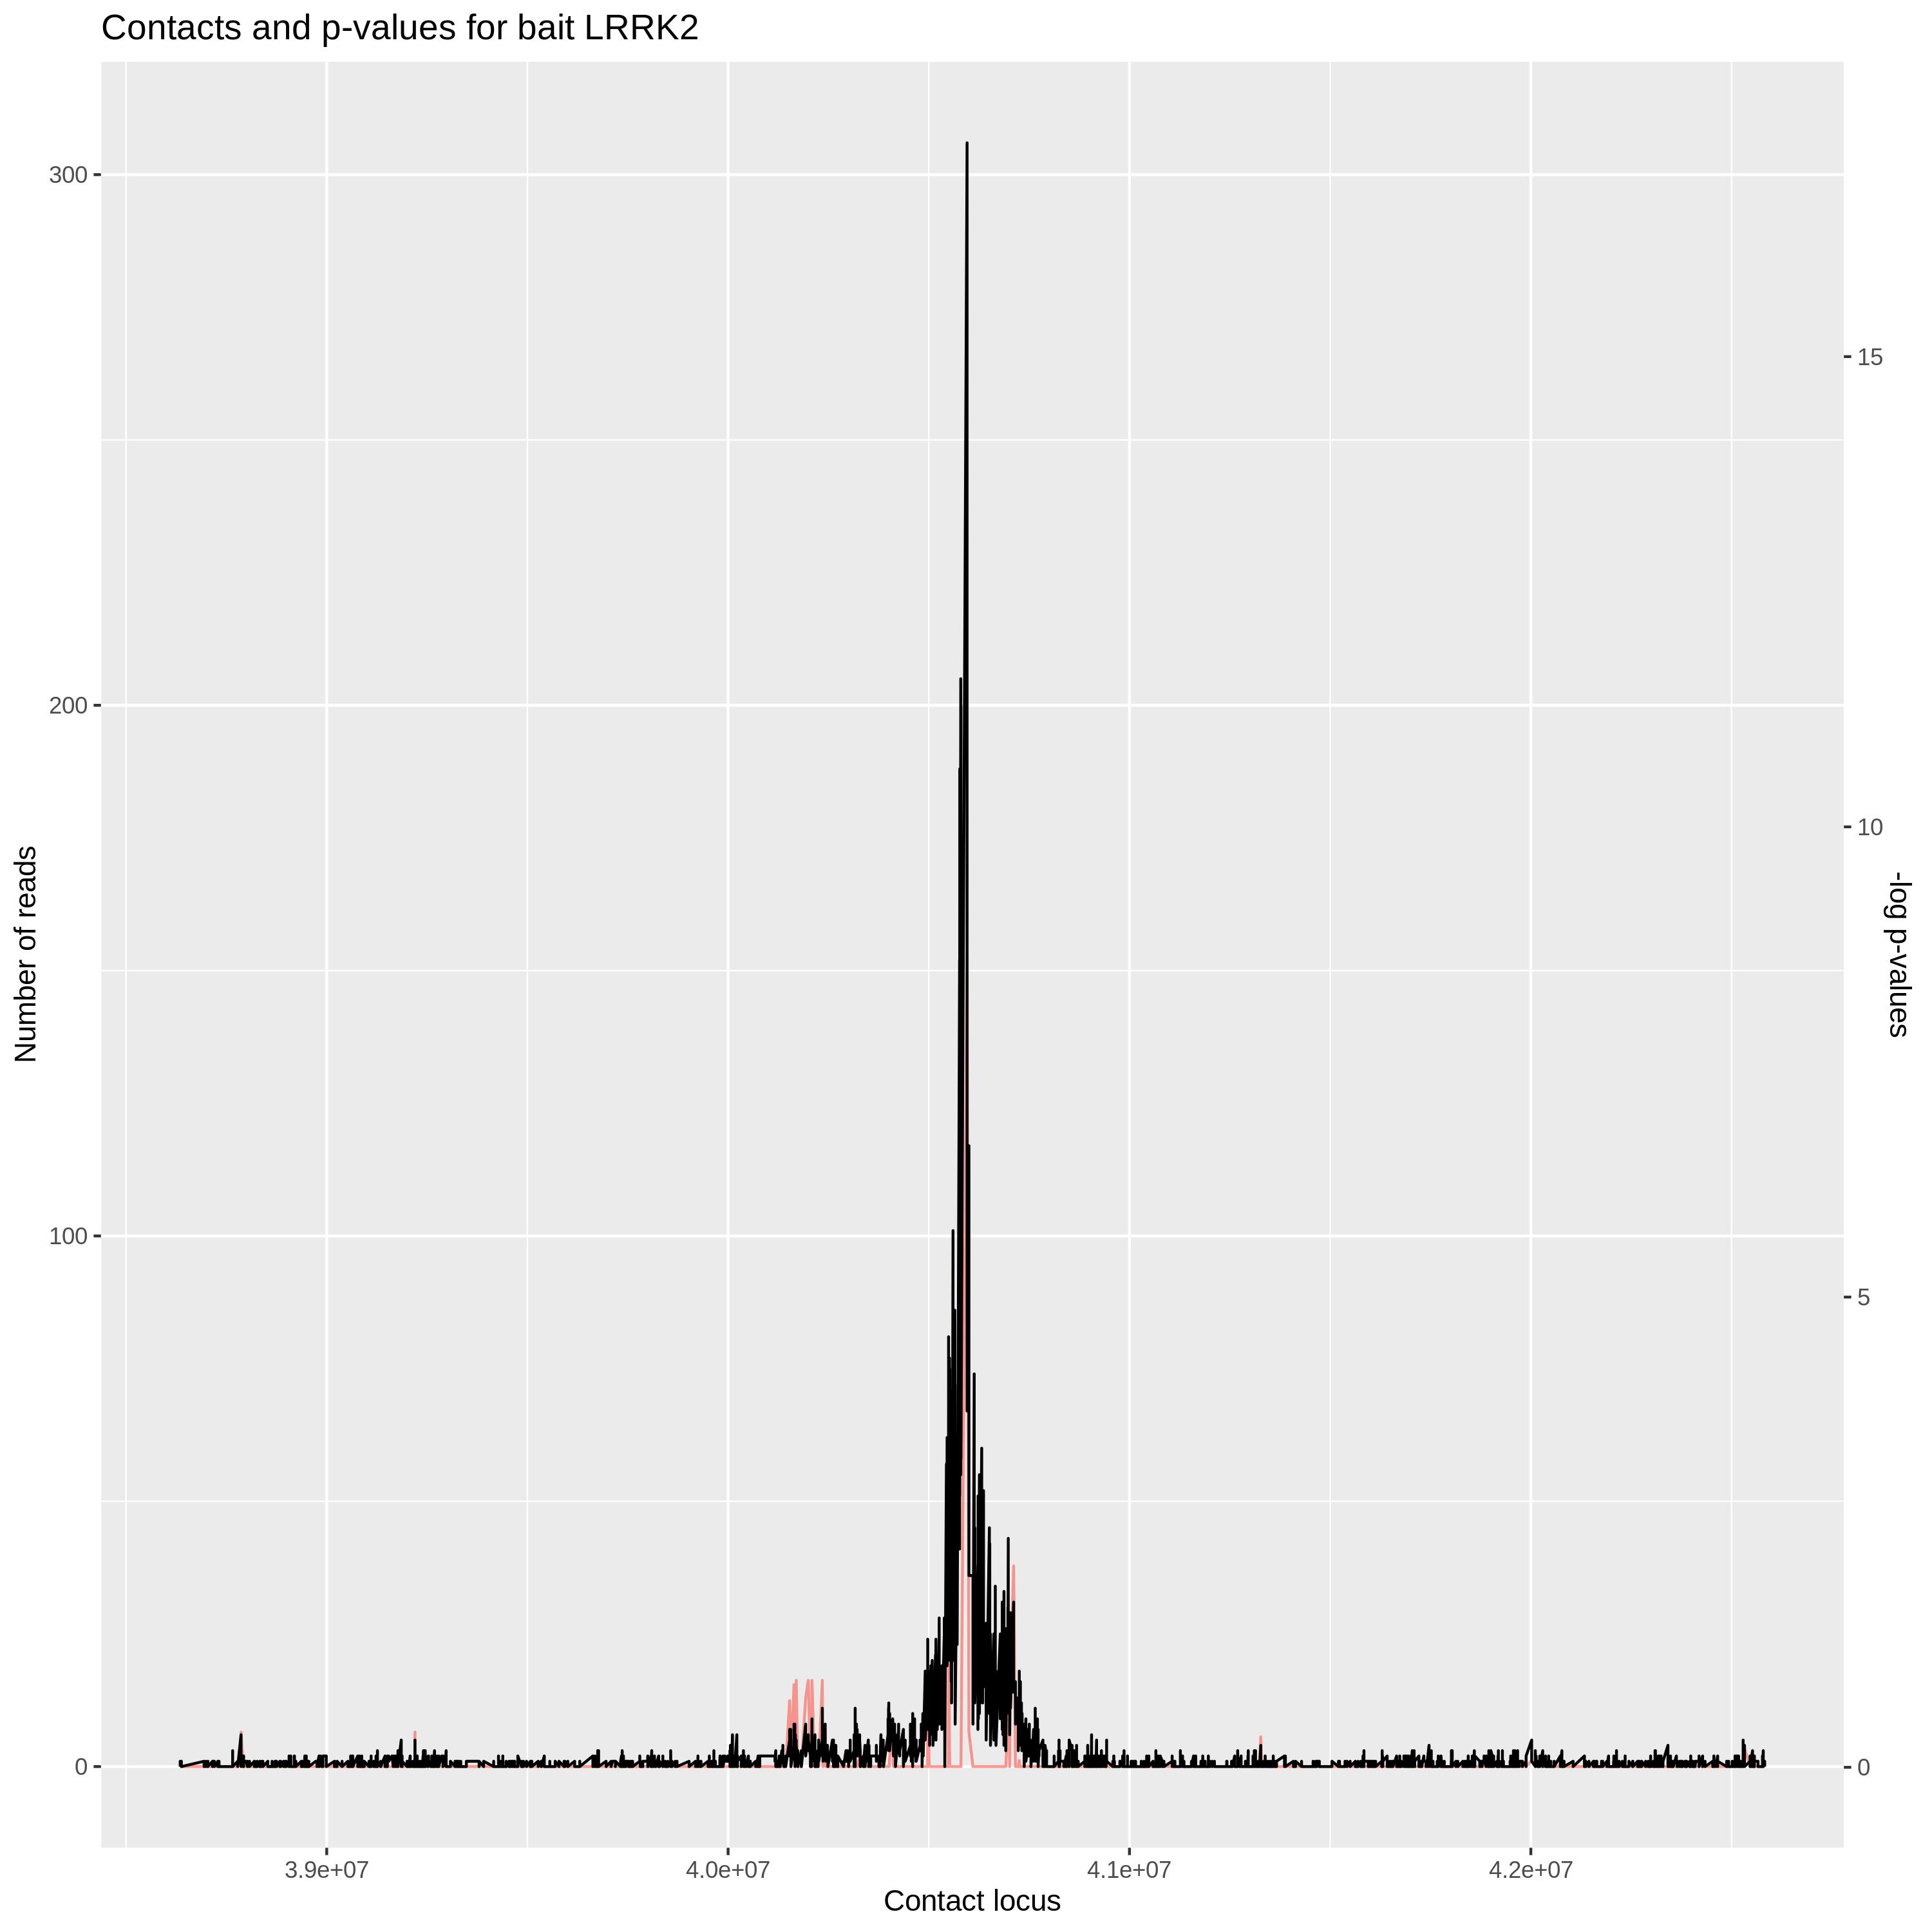 Contacts and p-values for bait LRRK2
300
200
100
0
Number of reads
15
10
5
0
-log p-values
3.9e+07
4.0e+07
4.1e+07
4.2e+07
Contact locus